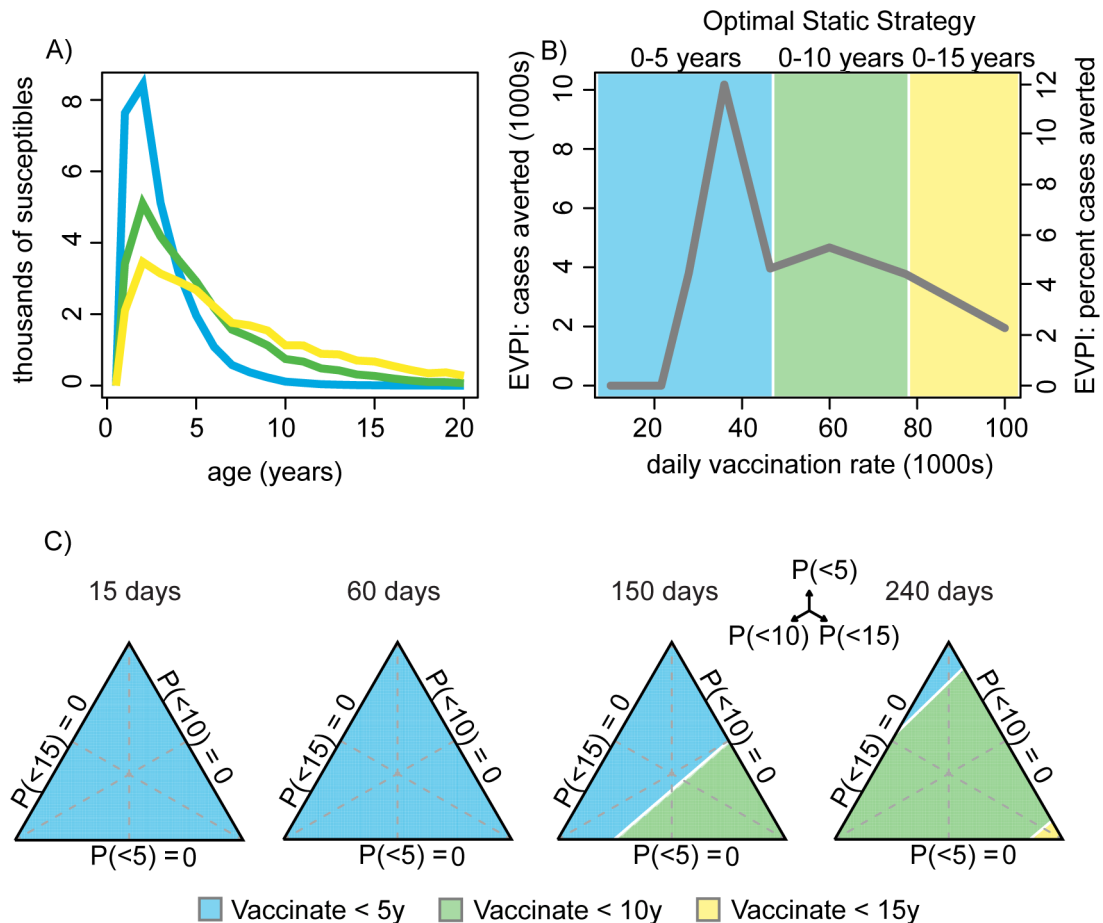 A)
thousands of susceptibles
0 2 4 6 8
0 5 10 15 20
age (years)
B)
Optimal Static Strategy
0-5 years 0-10 years 0-15 years
EVPI: cases averted (1000s)
0 2 4 6 8 10
0 2 4 6 8 10 12
EVPI: percent cases averted
20 40 60 80 100
daily vaccination rate (1000s)
C)
15 days
P(<15) = 0
P(<10) = 0
P(<5) = 0
60 days
P(<15) = 0
P(<10) = 0
P(<5) = 0
150 days
P(<15) = 0
P(<10) = 0
P(<5) = 0
P(<5)
P(<10) P(<15)
240 days
P(<15) = 0
P(<10) = 0
P(<5) = 0
Vaccinate < 5y Vaccinate < 10y Vaccinate < 15y